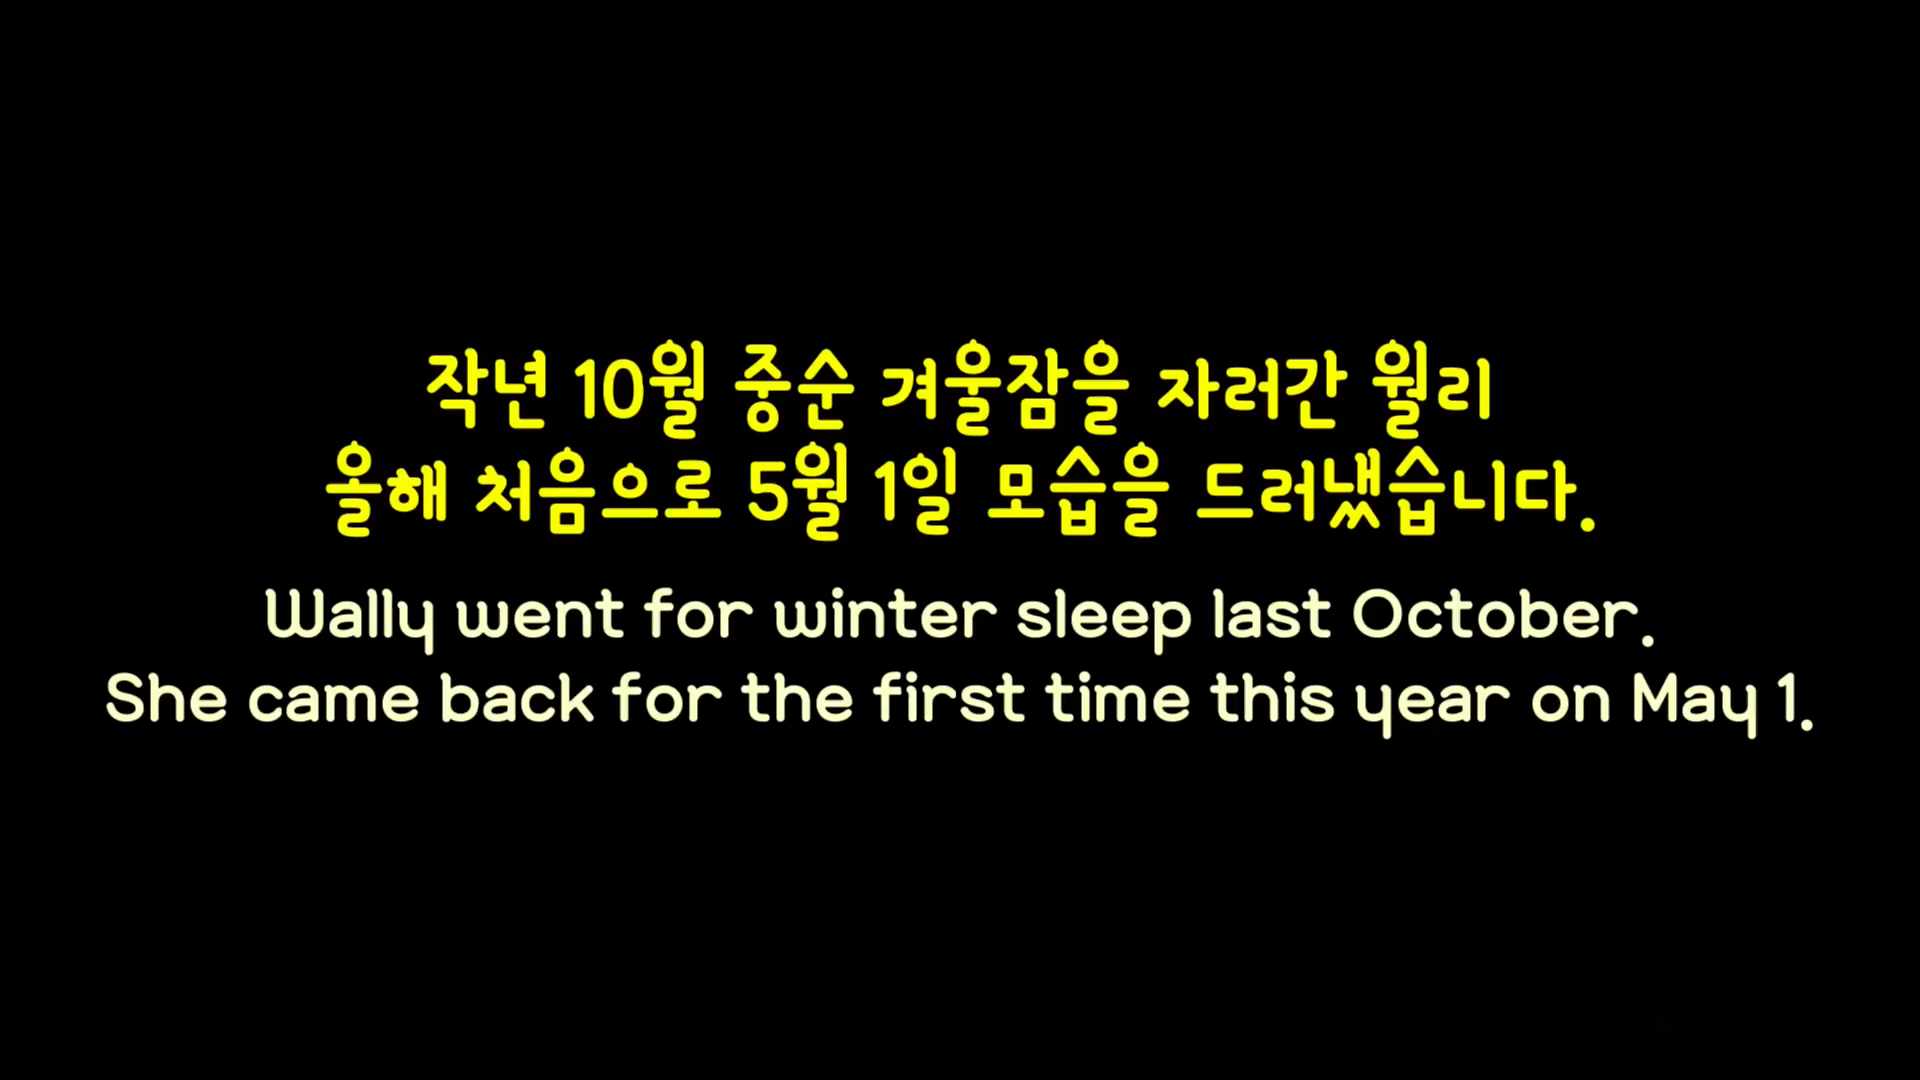 작년 10월 중순 겨울잠을 자러간 월리
올해 처음으로 5월 1일 모습을 드러냈습니다.
Wally went for winter sleep last October.
She came back for the first time this year on May 1.